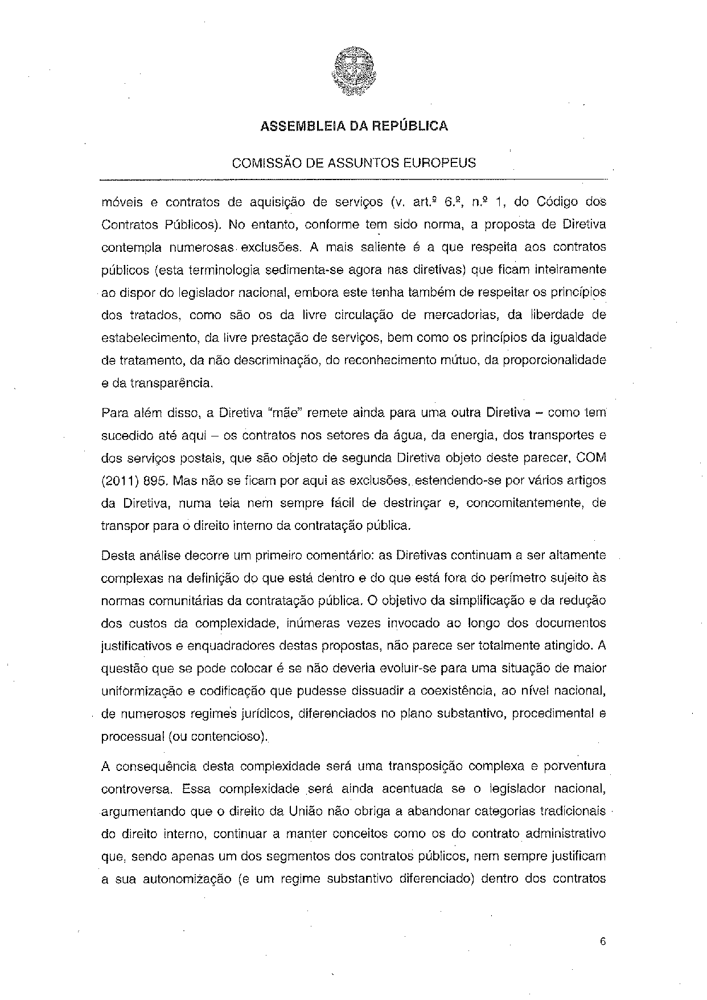 ASSEMBLEIA DA REPÚBLICA
COMISSÃO DE ASSUNTOS EUROPEUS
móveis e contratos de aquisição de serviços (v. art.º 6.º, n.º 1, do Código dos
Contratos Públicos). No entanto, conforme tem sido norma, a proposta de Diretiva
contempla numerosas exclusões. A mais saliente é a que respeita aos contratos
públicos (esta terminologia sedimenta-se agora nas diretivas) que ficam inteiramente
ao dispor do legislador nacional, embora este tenha também de respeitar os princípios
dos tratados, como são os da livre circulação de mercadorias, da liberdade de
estabelecimento, da livre prestação de serviços, bem como os princípios da igualdade
de tratamento, da não descriminação, do reconhecimento mútuo, da proporcionalidade
e da transparência.
Para além disso, a Diretiva "mãe" remete ainda para uma outra Diretiva – como tem
sucedido até aqui – os contratos nos setores da água, da energia, dos transportes e
dos serviços postais, que são objeto de segunda Diretiva objeto deste parecer, COM
(2011) 895. Mas não se ficam por aqui as exclusões, estendendo-se por vários artigos
da Diretiva, numa teia nem sempre fácil de destrinçar e, concomitantemente, de
transpor para o direito interno da contratação pública.
Desta análise decorre um primeiro comentário: as Diretivas continuam a ser altamente
complexas na definição do que está dentro e do que está fora do perímetro sujeito às
normas comunitárias da contratação pública. O objetivo da simplificação e da redução
dos custos da complexidade, inúmeras vezes invocado ao longo dos documentos
justificativos e enquadradores destas propostas, não parece ser totalmente atingido. A
questão que se pode colocar é se não deveria evoluir-se para uma situação de maior
uniformização e codificação que pudesse dissuadir a coexistência, ao nível nacional,
de numerosos regimes jurídicos, diferenciados no plano substantivo, procedimental e
processual (ou contencioso).
A consequência desta complexidade será uma transposição complexa e porventura
controversa. Essa complexidade será ainda acentuada se o legislador nacional,
argumentando que o direito da União não obriga a abandonar categorias tradicionais
do direito interno, continuar a manter conceitos como os do contrato administrativo
que, sendo apenas um dos segmentos dos contratos públicos, nem sempre justificam
a sua autonomização (e um regime substantivo diferenciado) dentro dos contratos
6